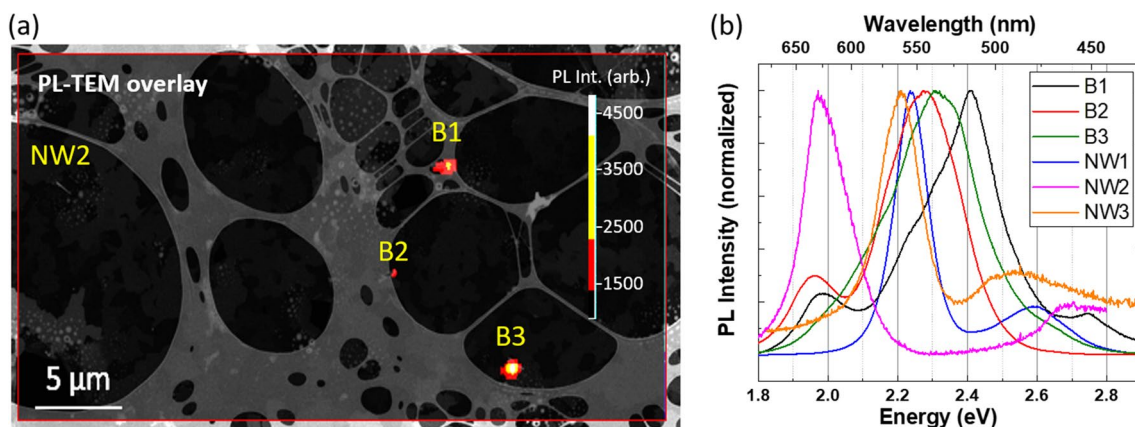 (a)
PL-TEM overlay
PL Int. (arb.)
4500
3500
2500
1500
NW2
B1
B2
B3
5 μm
(b)
Wavelength (nm)
650 600 550 500 450
PL Intensity (normalized)
B1
B2
B3
NW1
NW2
NW3
1.8 2.0 2.2 2.4 2.6 2.8
Energy (eV)